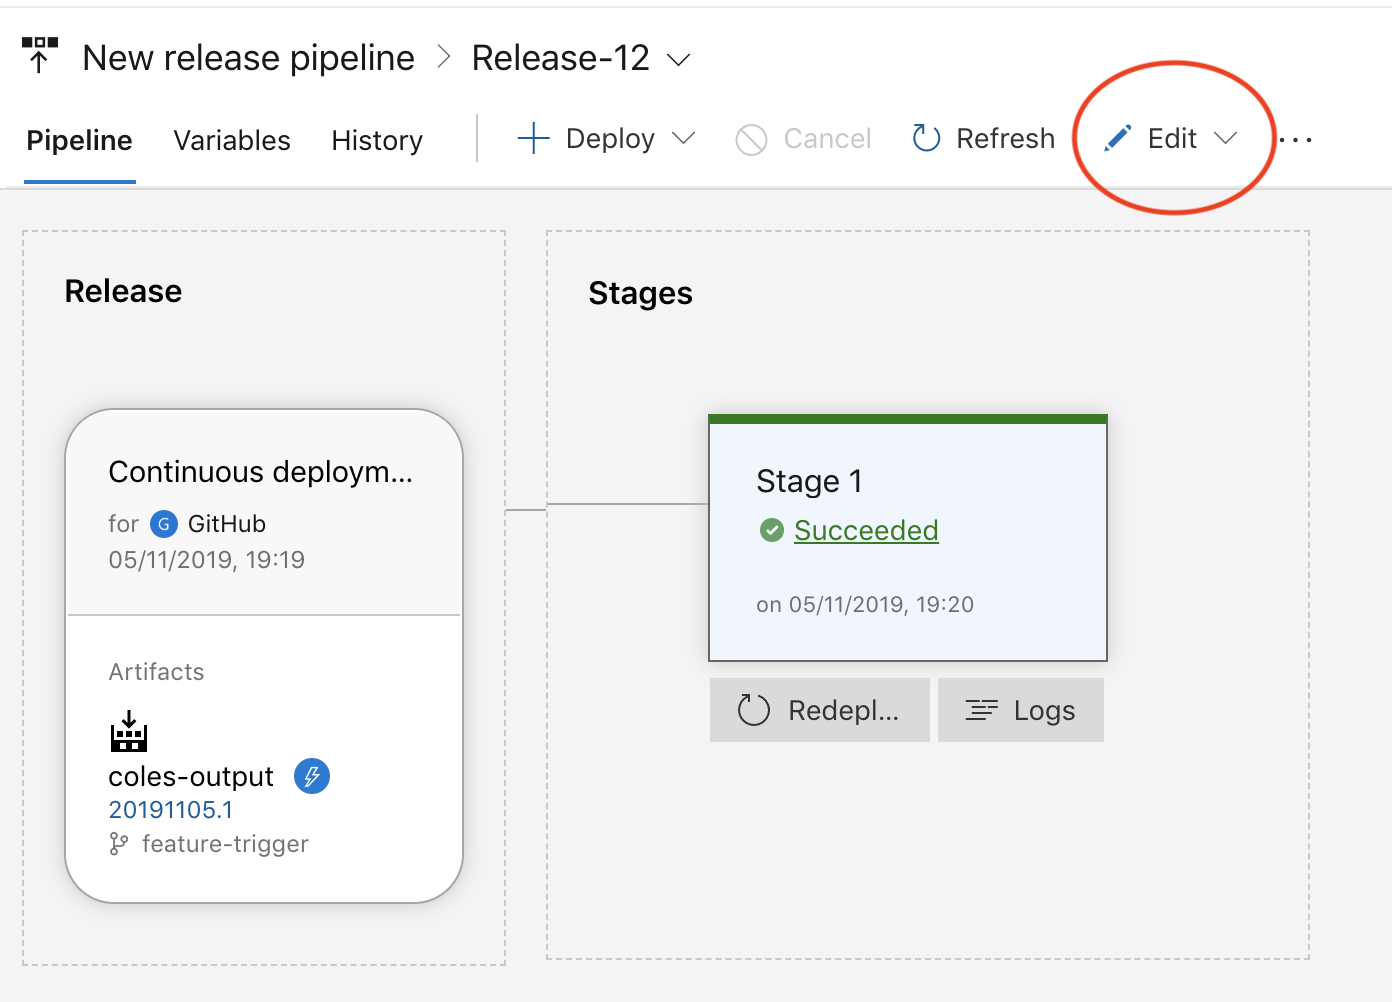 New release pipeline > Release-12
Pipeline Variables History Deploy Cancel Refresh Edit ...
Release
Stages
Continuous deploym...
for G GitHub
05/11/2019, 19:19
Stage 1
Succeeded
on 05/11/2019, 19:20
Redepl... Logs
Artifacts
coles-output
20191105.1
feature-trigger